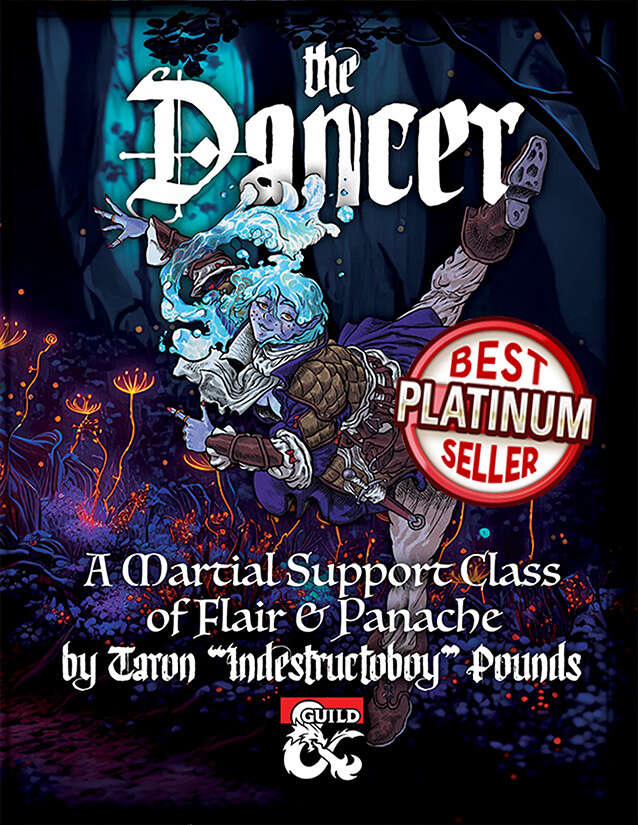 the
Dancer
BEST
PLATINUM
SELLER
A Martial Support Class
of Flair & Panache
by Taron "Indestructoboy" Pounds
GUILD